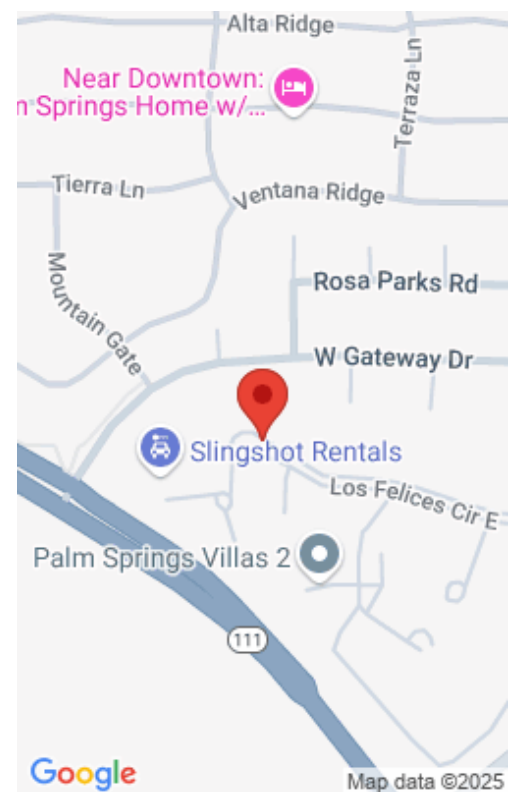 Alta Ridge
Near Downtown:
n Springs Home w/...
Terraza Ln
Tierra Ln
Ventana Ridge
Mountain Gate
Rosa Parks Rd
W Gateway Dr
Slingshot Rentals
Los Felices Cir E
Palm Springs Villas 2
111
Google
Map data ©2025